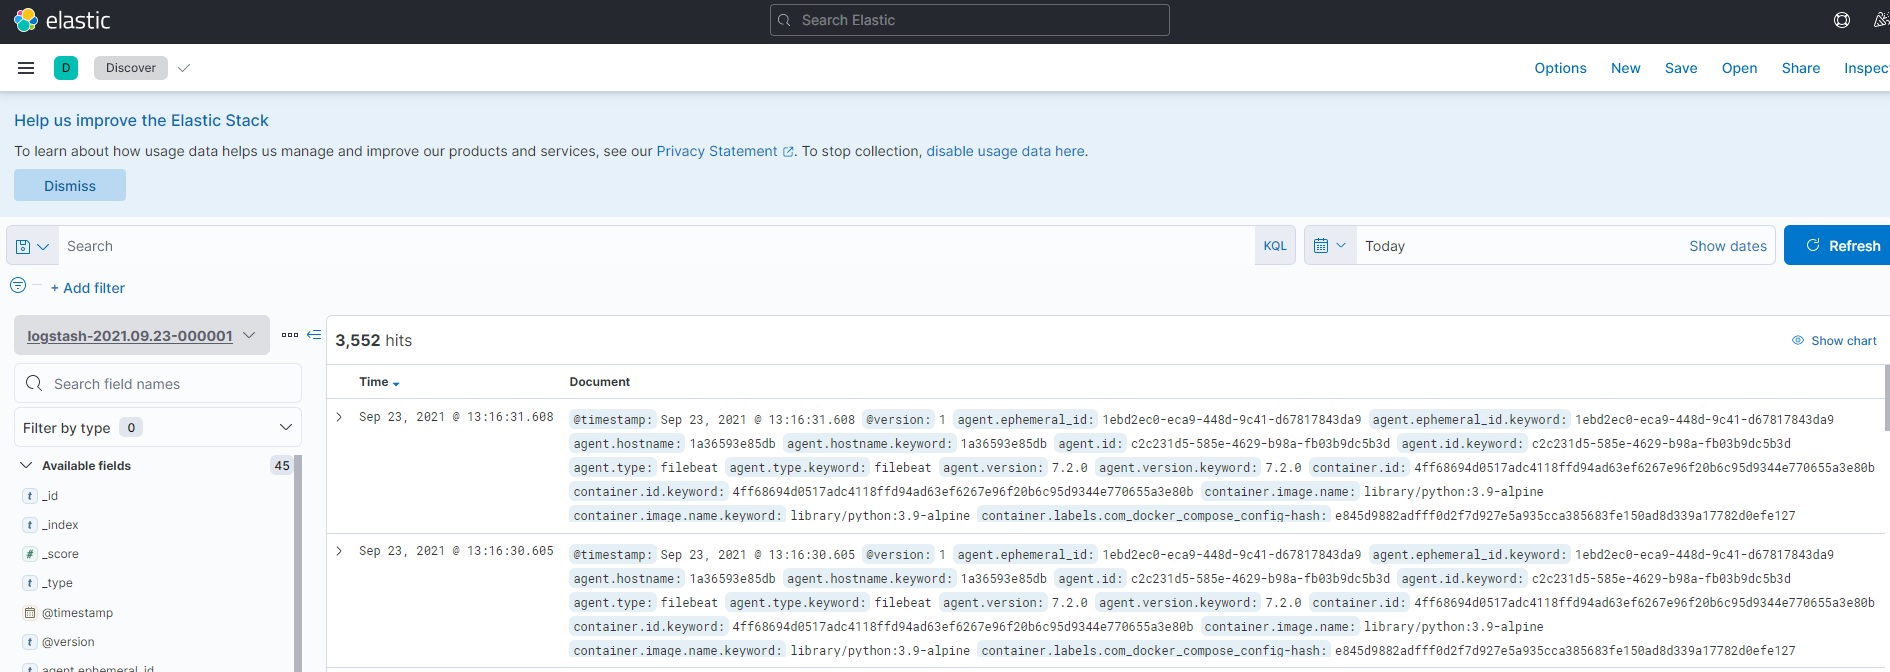 elastic
Search Elastic
D
Discover
Options New Save Open Share Inspec
Help us improve the Elastic Stack
To learn about how usage data helps us manage and improve our products and services, see our Privacy Statement. To stop collection, disable usage data here.
Dismiss
Search
KQL
Today
Show dates
Refresh
+ Add filter
logstash-2021.09.23-000001
3,552 hits
Show chart
Search field names
Filter by type 0
Available fields 45
t _id
t _index
# _score
t _type
@timestamp
t @version
t agent.ephemeral_id
Time Document
Sep 23, 2021 @ 13:16:31.608
@timestamp: Sep 23, 2021 @ 13:16:31.608 @version: 1 agent.ephemeral_id: 1ebd2ec0-eca9-448d-9c41-d67817843da9 agent.ephemeral_id.keyword: 1ebd2ec0-eca9-448d-9c41-d67817843da9
agent.hostname: 1a36593e85db agent.hostname.keyword: 1a36593e85db agent.id: c2c231d5-585e-4629-b98a-fb03b9dc5b3d agent.id.keyword: c2c231d5-585e-4629-b98a-fb03b9dc5b3d
agent.type: filebeat agent.type.keyword: filebeat agent.version: 7.2.0 agent.version.keyword: 7.2.0 container.id: 4ff68694d0517adc4118ffd94ad63ef6267e96f20b6c95d9344e770655a3e80b
container.id.keyword: 4ff68694d0517adc4118ffd94ad63ef6267e96f20b6c95d9344e770655a3e80b container.image.name: library/python:3.9-alpine
container.image.name.keyword: library/python:3.9-alpine container.labels.com_docker_compose_config-hash: e845d9882adfff0d2f7d927e5a935cca385683fe150ad8d339a17782d0efe127
Sep 23, 2021 @ 13:16:30.605
@timestamp: Sep 23, 2021 @ 13:16:30.605 @version: 1 agent.ephemeral_id: 1ebd2ec0-eca9-448d-9c41-d67817843da9 agent.ephemeral_id.keyword: 1ebd2ec0-eca9-448d-9c41-d67817843da9
agent.hostname: 1a36593e85db agent.hostname.keyword: 1a36593e85db agent.id: c2c231d5-585e-4629-b98a-fb03b9dc5b3d agent.id.keyword: c2c231d5-585e-4629-b98a-fb03b9dc5b3d
agent.type: filebeat agent.type.keyword: filebeat agent.version: 7.2.0 agent.version.keyword: 7.2.0 container.id: 4ff68694d0517adc4118ffd94ad63ef6267e96f20b6c95d9344e770655a3e80b
container.id.keyword: 4ff68694d0517adc4118ffd94ad63ef6267e96f20b6c95d9344e770655a3e80b container.image.name: library/python:3.9-alpine
container.image.name.keyword: library/python:3.9-alpine container.labels.com_docker_compose_config-hash: e845d9882adfff0d2f7d927e5a935cca385683fe150ad8d339a17782d0efe127